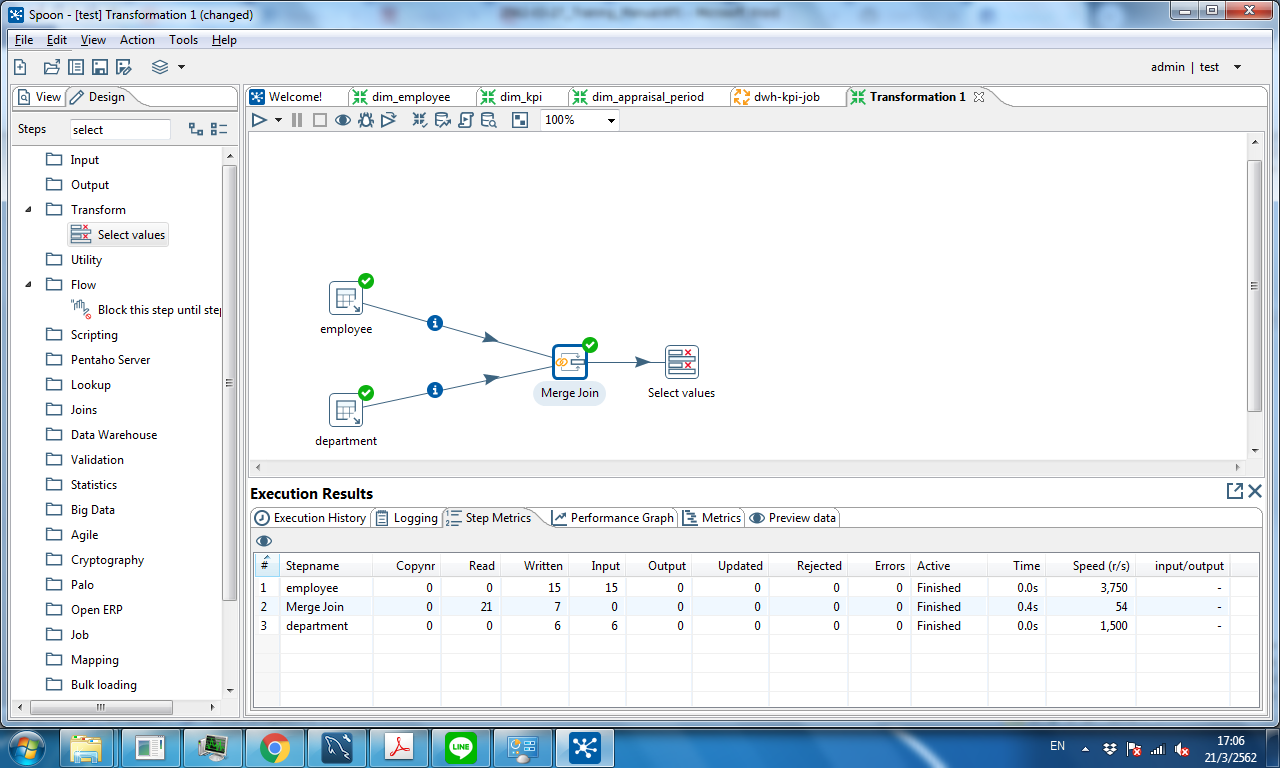 Spoon - [test] Transformation 1 (changed)
File Edit View Action Tools Help
admin | test
View Design
Welcome! dim_employee dim_kpi dim_appraisal_period dwh-kpi-job Transformation 1
Steps select
100%
Input
Output
Transform
Select values
Utility
Flow
Block this step until ste
Scripting
Pentaho Server
Lookup
Joins
Data Warehouse
Validation
Statistics
Big Data
Agile
Cryptography
Palo
Open ERP
Job
Mapping
Bulk loading
employee
Merge Join
Select values
department
Execution Results
Execution History Logging Step Metrics Performance Graph Metrics Preview data
# Stepname Copynr Read Written Input Output Updated Rejected Errors Active Time Speed (r/s) input/output
1 employee 0 0 15 15 0 0 0 0 Finished 0.0s 3,750 -
2 Merge Join 0 21 7 0 0 0 0 0 Finished 0.4s 54 -
3 department 0 0 6 6 0 0 0 0 Finished 0.0s 1,500 -
LINE
EN
17:06
21/3/2562